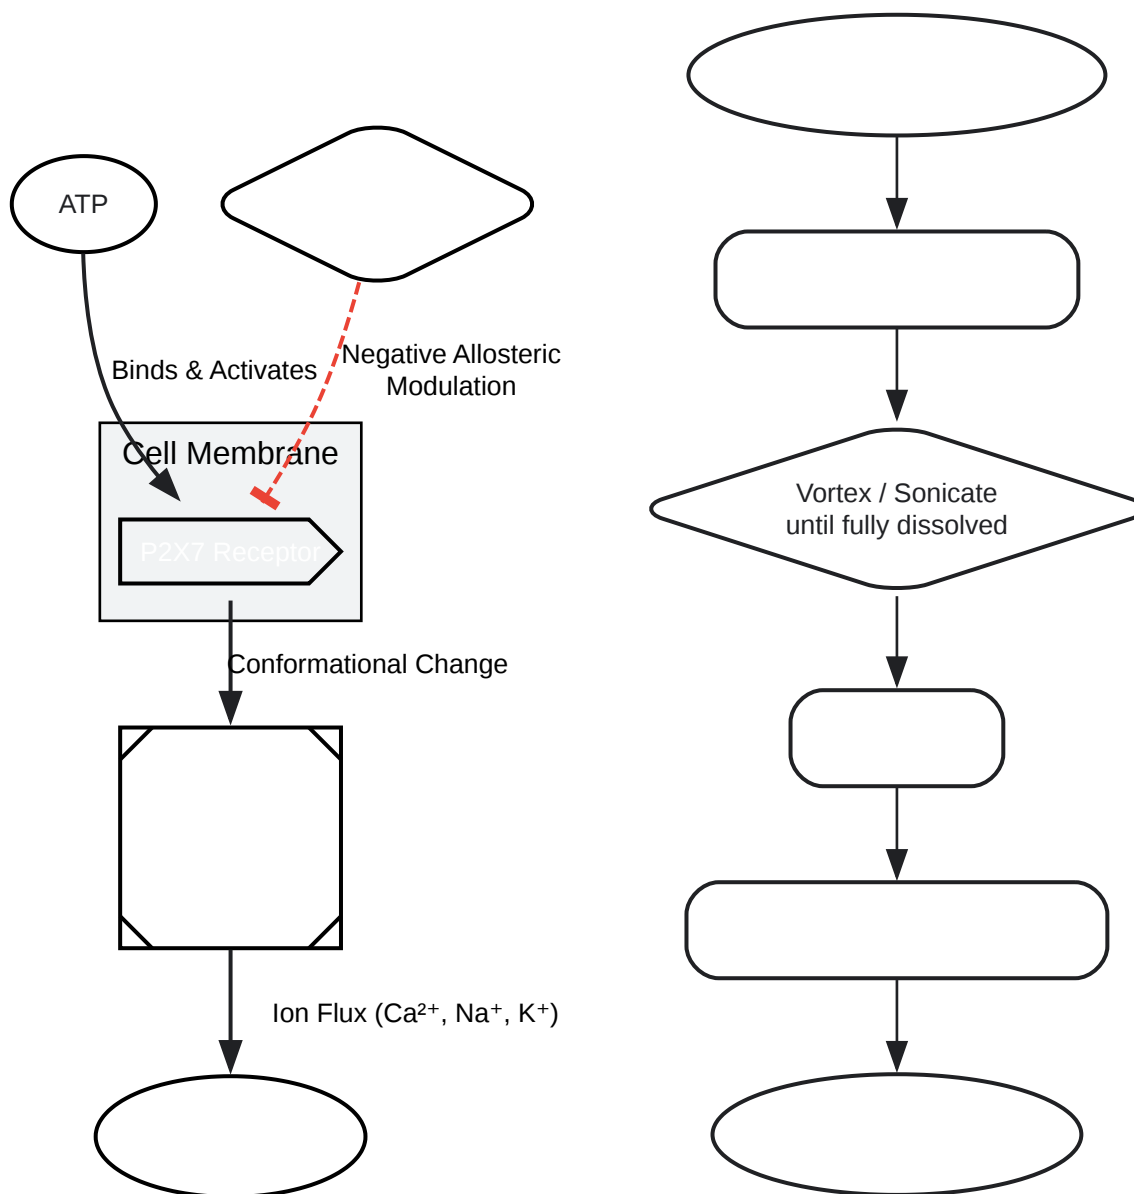 ATP
Binds & Activates
Negative Allosteric
Modulation
Cell Membrane
P2X7 Receptor
Conformational Change
Ion Flux (Ca²⁺, Na⁺, K⁺)
Vortex / Sonicate
until fully dissolved